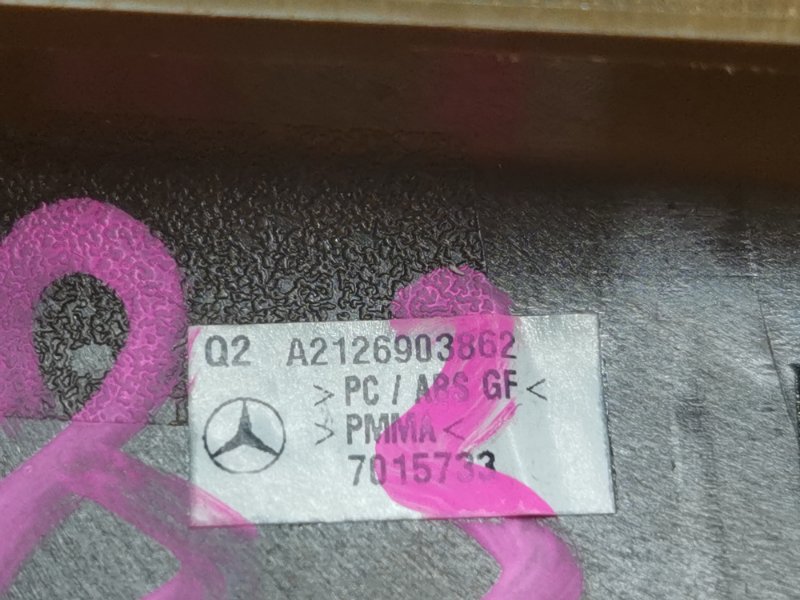 Q2 A2126903862
>PC / ABS GF<
>PMMA<
7015733